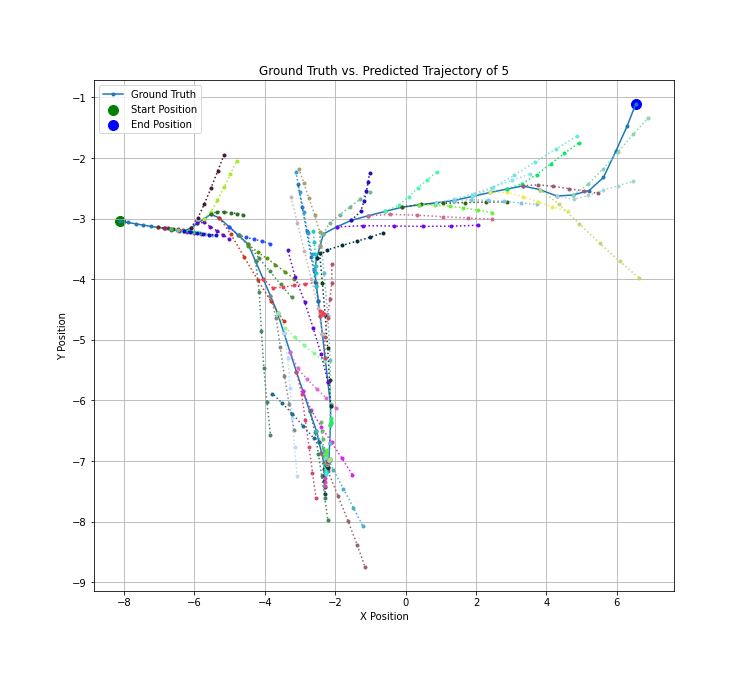 Ground Truth vs. Predicted Trajectory of 5
Ground Truth
Start Position
End Position
Y Position
−1
−2
−3
−4
−5
−6
−7
−8
−9
−8
−6
−4
−2
0
2
4
6
X Position